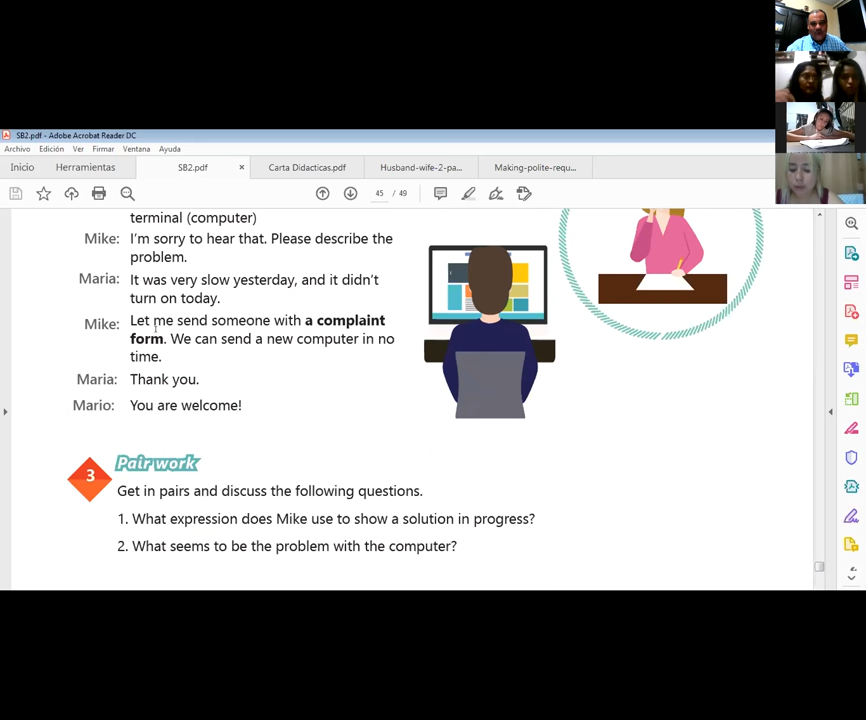 SB2.pdf - Adobe Acrobat Reader DC
Archivo Edición Ver Firmar Ventana Ayuda
Inicio Herramientas SB2.pdf × Carta Didacticas.pdf Husband-wife-2-pa... Making-polite-requ...
45 / 49
terminal (computer)
Mike: I'm sorry to hear that. Please describe the
problem.
Maria: It was very slow yesterday, and it didn't
turn on today.
Mike: Let me send someone with a complaint
form. We can send a new computer in no
time.
Maria: Thank you.
Mario: You are welcome!
3 Pair work
Get in pairs and discuss the following questions.
1. What expression does Mike use to show a solution in progress?
2. What seems to be the problem with the computer?